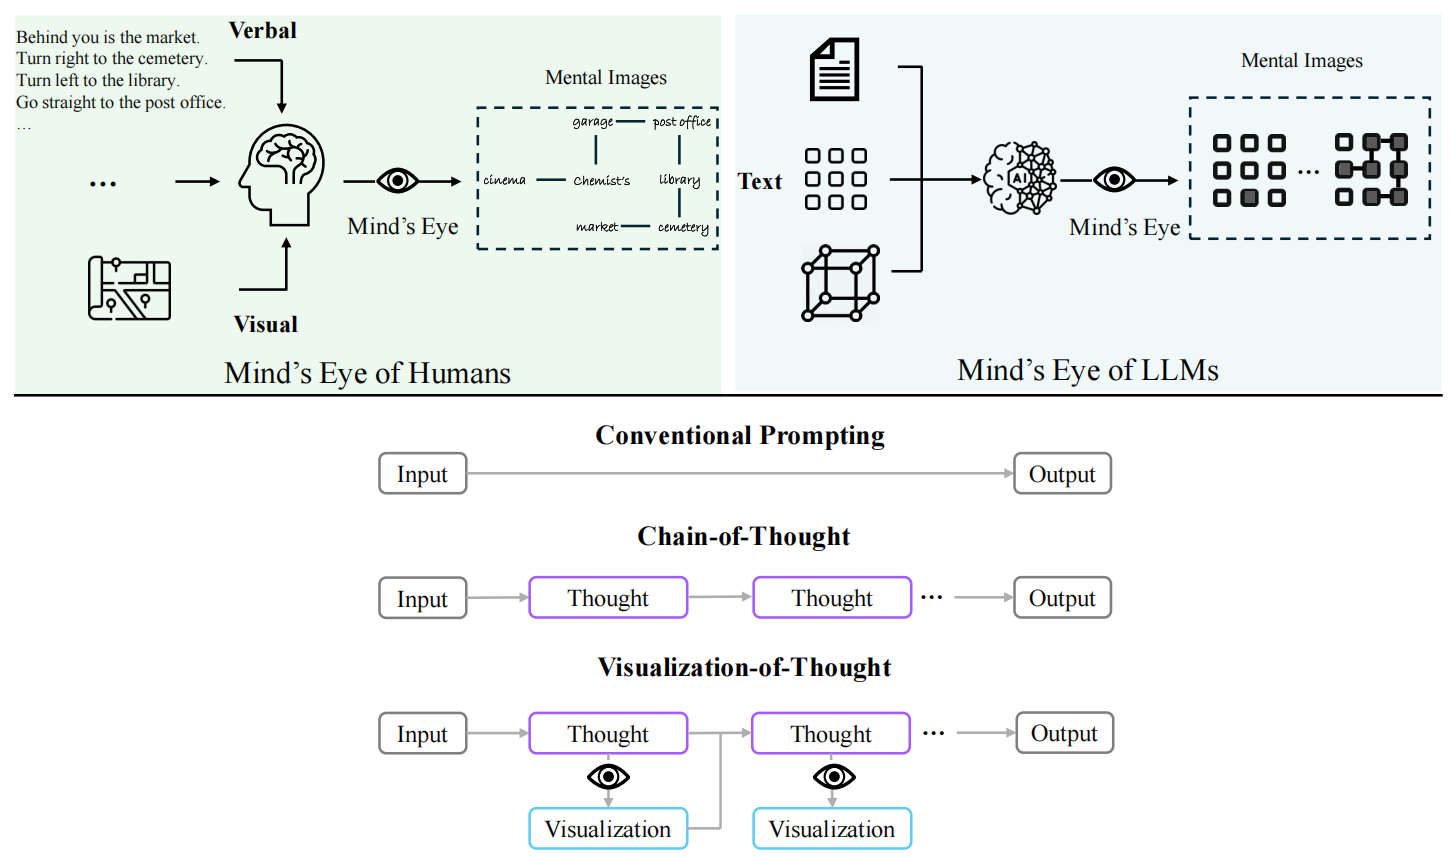 Behind you is the market.
Turn right to the cemetery.
Turn left to the library.
Go straight to the post office.
...
Verbal
...
Visual
Mind's Eye
Mental Images
garage post office
cinema Chemist's library
market cemetery
Mind's Eye of Humans
Text
AI
Mind's Eye
Mental Images
...
Mind's Eye of LLMs
Conventional Prompting
Input Output
Chain-of-Thought
Input Thought Thought ... Output
Visualization-of-Thought
Input Thought Thought ... Output
Visualization Visualization